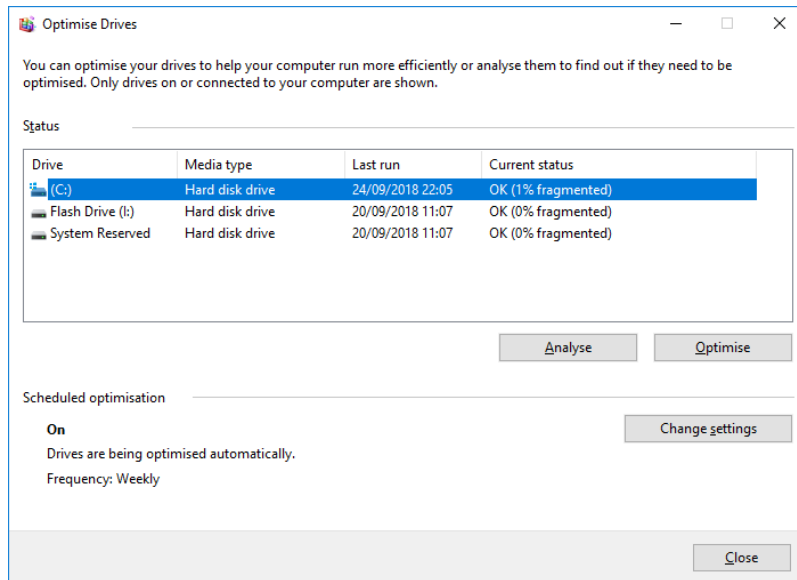 Optimise Drives
You can optimise your drives to help your computer run more efficiently or analyse them to find out if they need to be
optimised. Only drives on or connected to your computer are shown.
Status
Drive Media type Last run Current status
(C:) Hard disk drive 24/09/2018 22:05 OK (1% fragmented)
Flash Drive (I:) Hard disk drive 20/09/2018 11:07 OK (0% fragmented)
System Reserved Hard disk drive 20/09/2018 11:07 OK (0% fragmented)
Analyse Optimise
Scheduled optimisation
On Change settings
Drives are being optimised automatically.
Frequency: Weekly
Close